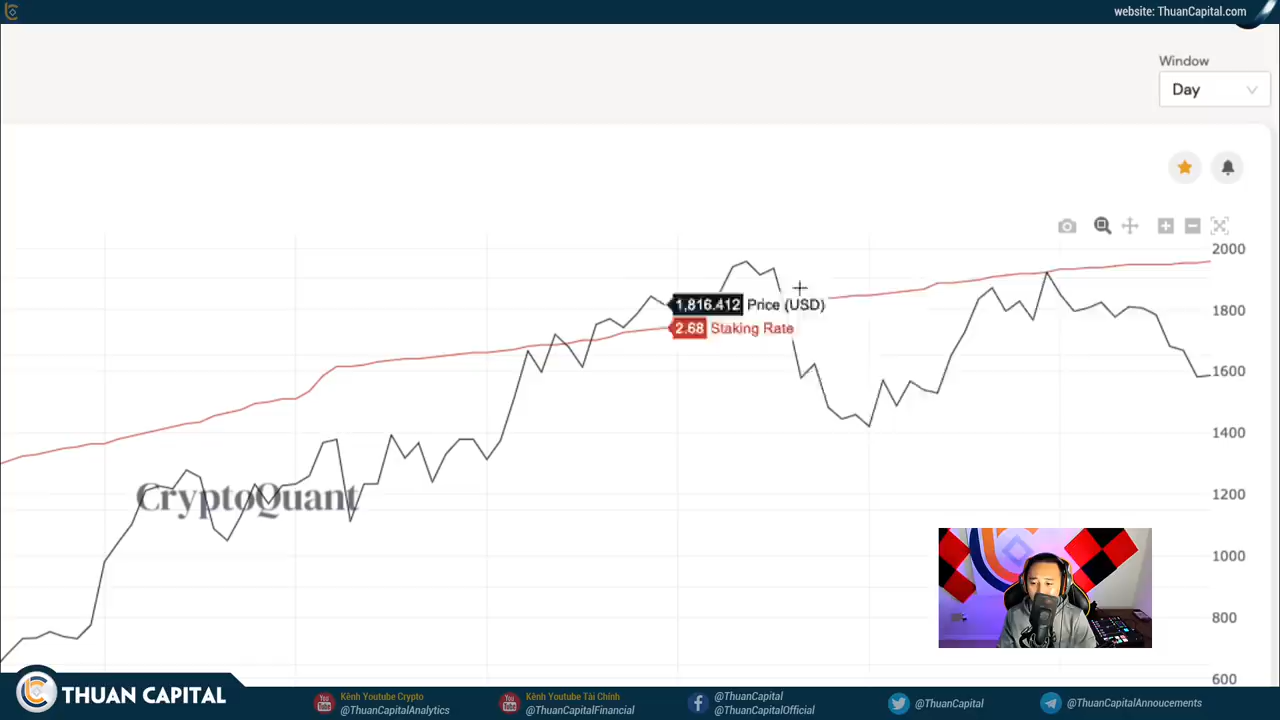 website: ThuanCapital.com
Window
Day
2000
1,816.412 Price (USD)
1800
2.68 Staking Rate
1600
1400
CryptoQuant
1200
1000
800
600
THUAN CAPITAL
Kênh Youtube Crypto
@ThuanCapitalAnalytics
Kênh Youtube Tài Chính
@ThuanCapitalFinancial
@ThuanCapital
@ThuanCapitalOfficial
@ThuanCapital
@ThuanCapitalAnnoucements